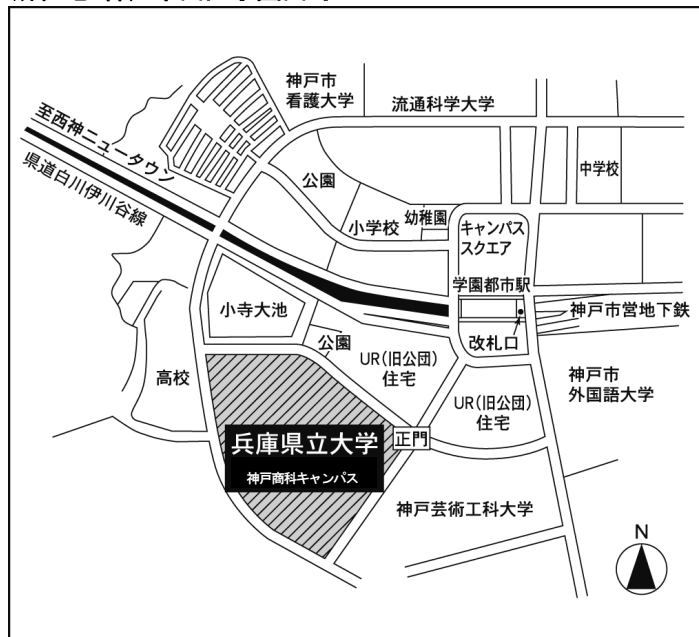 神戸市
看護大学
流通科学大学
至西神ニュータウン
県道白川伊川谷線
公園
中学校
幼稚園
小学校
キャンパス
スクエア
学園都市駅
小寺大池
神戸市営地下鉄
改札口
公園
UR(旧公団)
住宅
高校
神戸市
外国語大学
UR(旧公団)
住宅
兵庫県立大学
神戸商科キャンパス
正門
神戸芸術工科大学
N